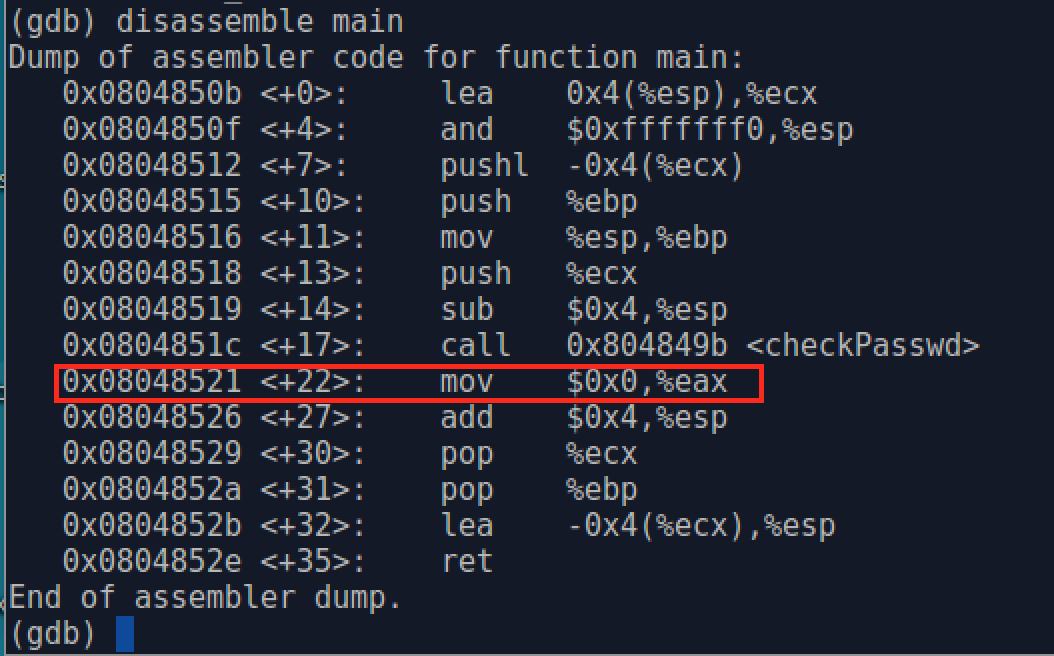 (gdb) disassemble main
Dump of assembler code for function main:
0x0804850b <+0>: lea 0x4(%esp),%ecx
0x0804850f <+4>: and $0xfffffff0,%esp
0x08048512 <+7>: pushl -0x4(%ecx)
0x08048515 <+10>: push %ebp
0x08048516 <+11>: mov %esp,%ebp
0x08048518 <+13>: push %ecx
0x08048519 <+14>: sub $0x4,%esp
0x0804851c <+17>: call 0x804849b <checkPasswd>
0x08048521 <+22>: mov $0x0,%eax
0x08048526 <+27>: add $0x4,%esp
0x08048529 <+30>: pop %ecx
0x0804852a <+31>: pop %ebp
0x0804852b <+32>: lea -0x4(%ecx),%esp
0x0804852e <+35>: ret
End of assembler dump.
(gdb)